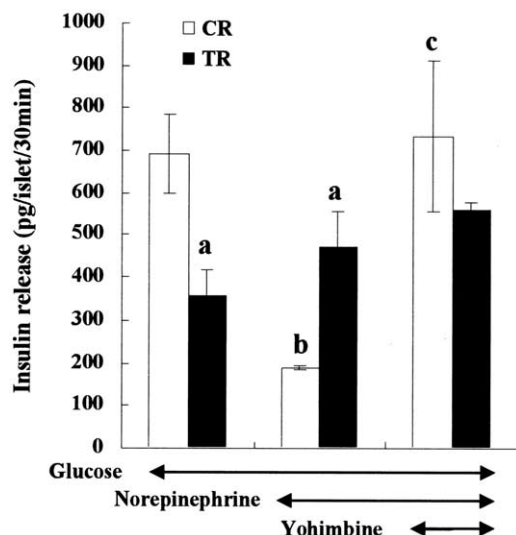 Insulin release (pg/islet/30min)
1000
900
800
700
600
500
400
300
200
100
0
CR
TR
a
b
a
c
Glucose
Norepinephrine
Yohimbine